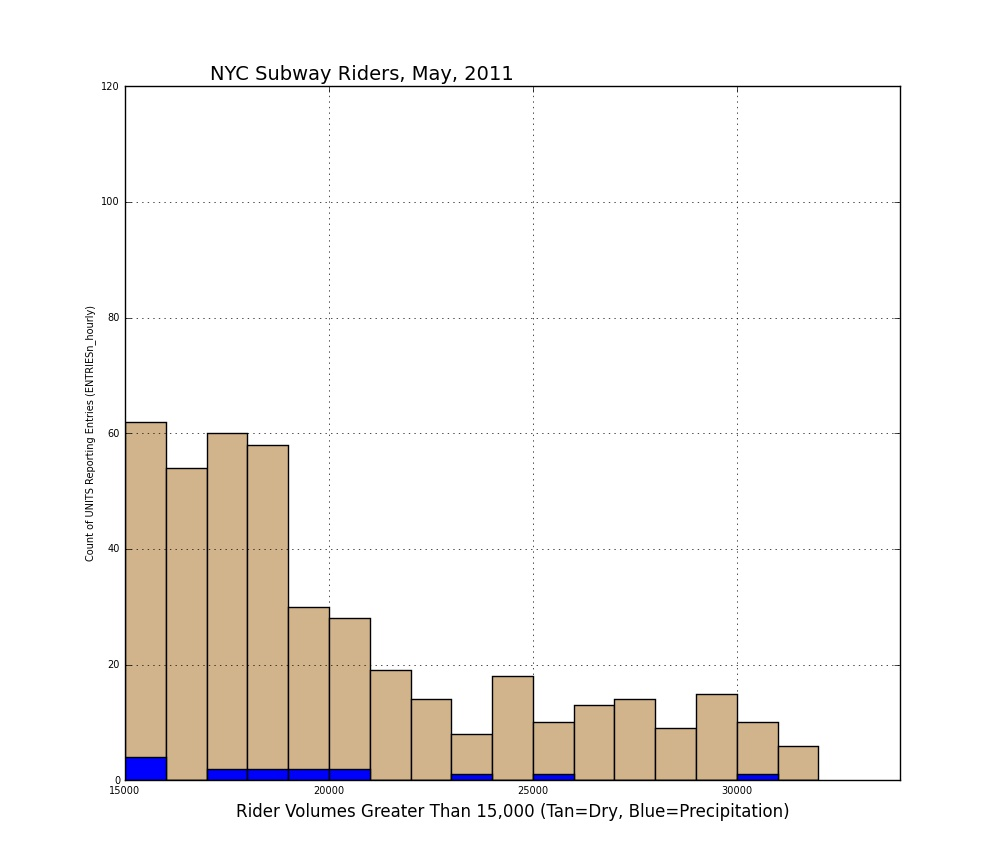 NYC Subway Riders, May, 2011
120
100
80
60
40
20
0
Count of UNITS Reporting Entries (ENTRIESn_hourly)
15000 20000 25000 30000
Rider Volumes Greater Than 15,000 (Tan=Dry, Blue=Precipitation)